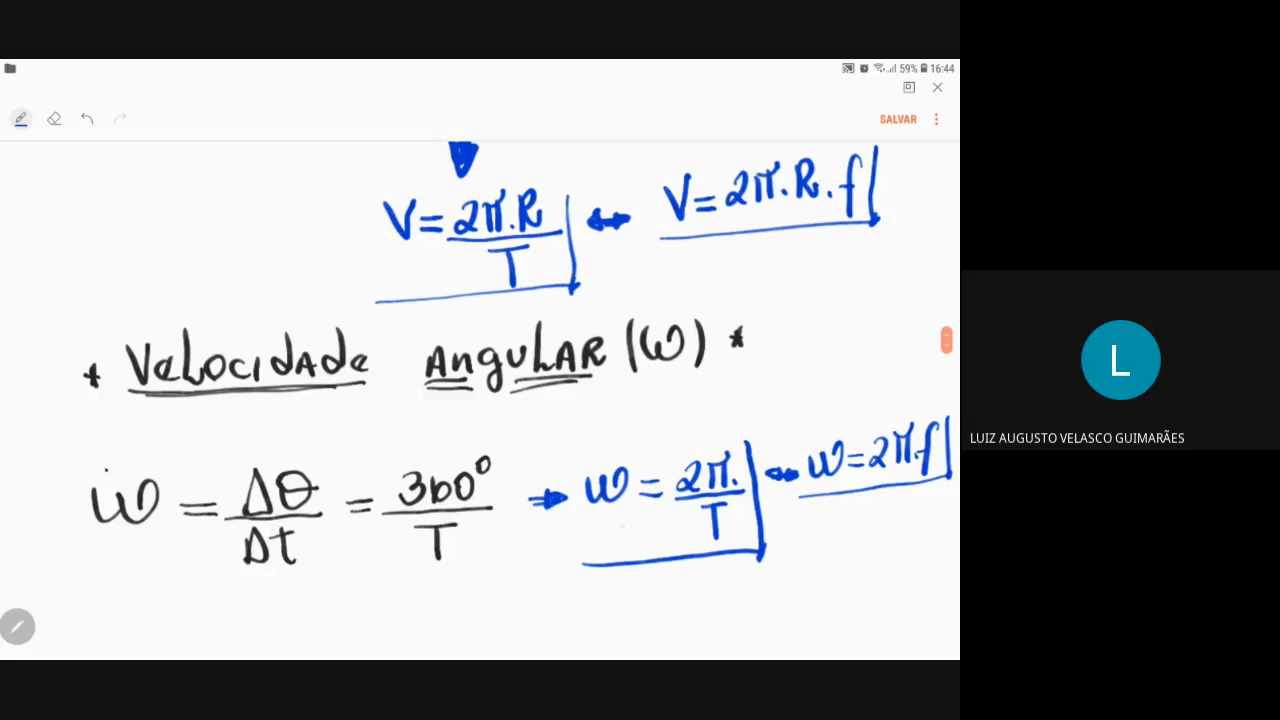 59% 16:44
SALVAR
V = 2π.R / T ↔ V = 2π.R.f
* Velocidade Angular (ω) *
ω = Δθ / Δt = 360° / T → ω = 2π. / T ↔ ω = 2π.f
L
LUIZ AUGUSTO VELASCO GUIMARÃES